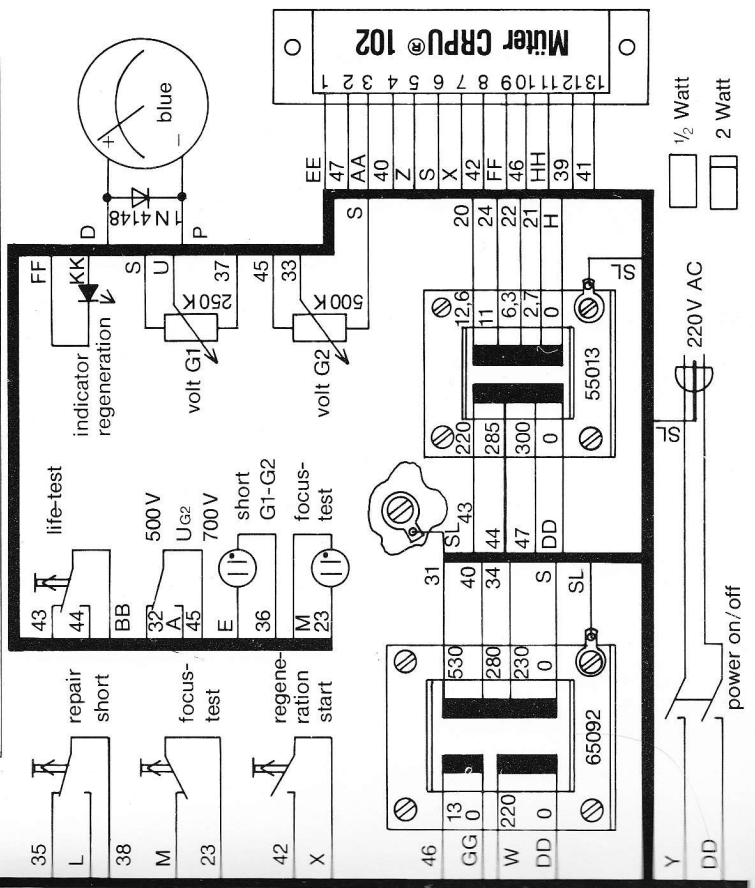 Müter CRPU® 102
1
2
3
4
5
6
7
8
9
10
11
12
13
EE
47
AA
40
Z
S
X
42
FF
46
HH
39
41
½ Watt
2 Watt
+
−
blue
1N4148
D
P
FF
KK
indicator
regeneration
S
U
37
250K
volt G1
45
33
S
500K
volt G2
20
24
22
21
H
12,6
11
6,3
2,7
0
55013
220
285
300
0
SL
43
44
47
DD
SL
SL
220V AC
life-test
43
44
BB
500V
UG2
700V
32
A
45
short
G1-G2
E
36
focus-
test
M
23
31
40
34
S
SL
530
280
230
0
65092
13
0
220
0
46
GG
W
DD
repair
short
35
L
38
focus-
test
M
23
regene-
ration
start
42
X
power on/off
Y
DD